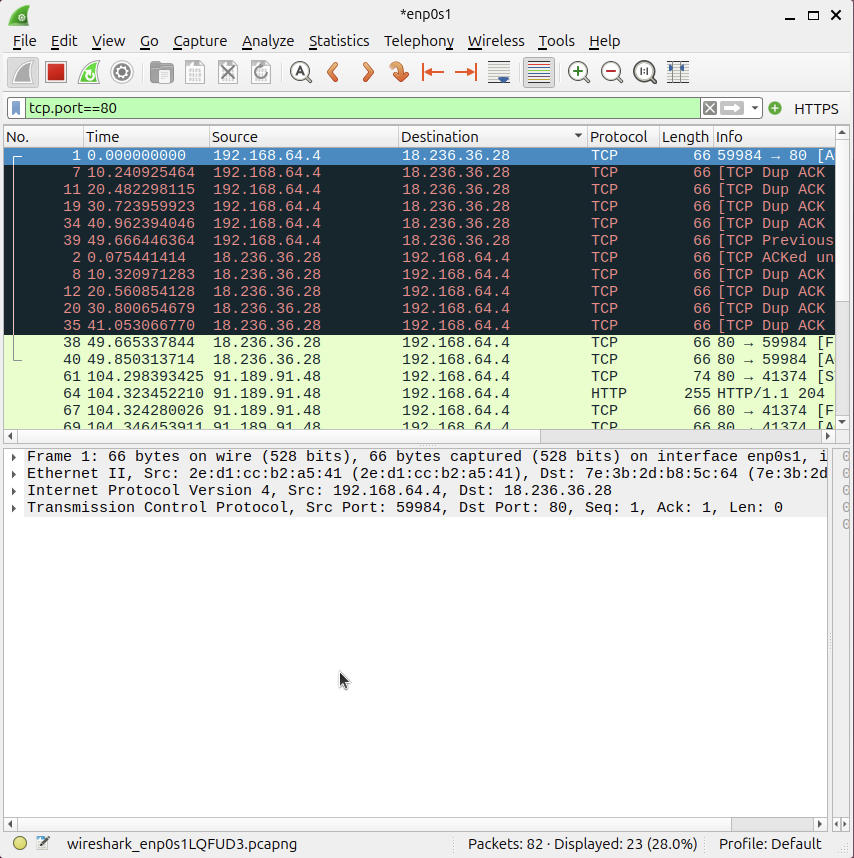 *enp0s1
File Edit View Go Capture Analyze Statistics Telephony Wireless Tools Help
tcp.port==80 HTTPS
No. Time Source Destination Protocol Length Info
1 0.000000000 192.168.64.4 18.236.36.28 TCP 66 59984 → 80 [A
7 10.240925464 192.168.64.4 18.236.36.28 TCP 66 [TCP Dup ACK
11 20.482298115 192.168.64.4 18.236.36.28 TCP 66 [TCP Dup ACK
19 30.723959923 192.168.64.4 18.236.36.28 TCP 66 [TCP Dup ACK
34 40.962394046 192.168.64.4 18.236.36.28 TCP 66 [TCP Dup ACK
39 49.666446364 192.168.64.4 18.236.36.28 TCP 66 [TCP Previous
2 0.075441414 18.236.36.28 192.168.64.4 TCP 66 [TCP ACKed un
8 10.320971283 18.236.36.28 192.168.64.4 TCP 66 [TCP Dup ACK
12 20.560854128 18.236.36.28 192.168.64.4 TCP 66 [TCP Dup ACK
20 30.800654679 18.236.36.28 192.168.64.4 TCP 66 [TCP Dup ACK
35 41.053066770 18.236.36.28 192.168.64.4 TCP 66 [TCP Dup ACK
38 49.665337844 18.236.36.28 192.168.64.4 TCP 66 80 → 59984 [F
40 49.850313714 18.236.36.28 192.168.64.4 TCP 66 80 → 59984 [A
61 104.298393425 91.189.91.48 192.168.64.4 TCP 74 80 → 41374 [S
64 104.323452210 91.189.91.48 192.168.64.4 HTTP 255 HTTP/1.1 204
67 104.324280026 91.189.91.48 192.168.64.4 TCP 66 80 → 41374 [F
69 104.346453911 91.189.91.48 192.168.64.4 TCP 66 80 → 41374 [A
Frame 1: 66 bytes on wire (528 bits), 66 bytes captured (528 bits) on interface enp0s1, i
Ethernet II, Src: 2e:d1:cc:b2:a5:41 (2e:d1:cc:b2:a5:41), Dst: 7e:3b:2d:b8:5c:64 (7e:3b:2d
Internet Protocol Version 4, Src: 192.168.64.4, Dst: 18.236.36.28
Transmission Control Protocol, Src Port: 59984, Dst Port: 80, Seq: 1, Ack: 1, Len: 0
wireshark_enp0s1LQFUD3.pcapng Packets: 82 · Displayed: 23 (28.0%) Profile: Default